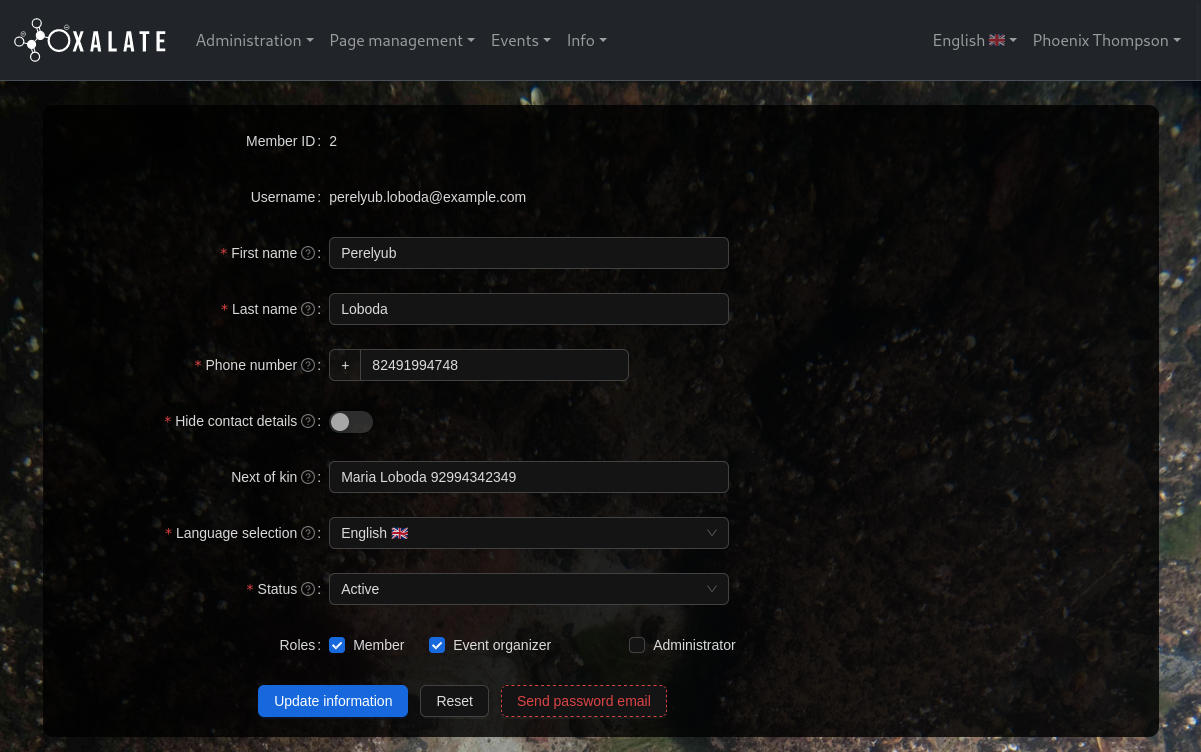 OXALATE Administration Page management Events Info English 🇬🇧 Phoenix Thompson
Member ID: 2
Username: perelyub.loboda@example.com
* First name ? : Perelyub
* Last name ? : Loboda
* Phone number ? : + 82491994748
* Hide contact details ? :
Next of kin ? : Maria Loboda 92994342349
* Language selection ? : English 🇬🇧
* Status ? : Active
Roles: Member Event organizer Administrator
Update information Reset Send password email